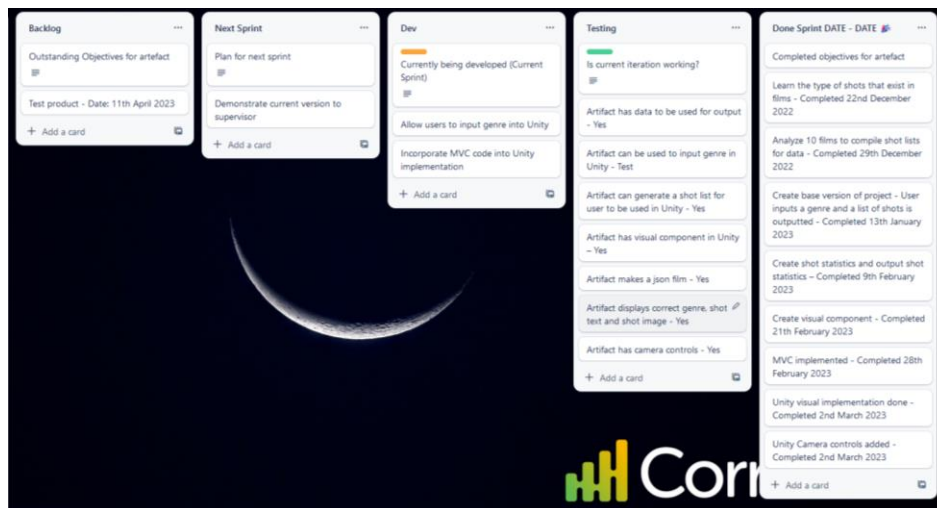 Backlog
Outstanding Objectives for artefact
Test product - Date: 11th April 2023
+ Add a card
Next Sprint
Plan for next sprint
Demonstrate current version to
supervisor
+ Add a card
Dev
Currently being developed (Current
Sprint)
Allow users to input genre into Unity
Incorporate MVC code into Unity
implementation
+ Add a card
Testing
Is current iteration working?
Artifact has data to be used for output
- Yes
Artifact can be used to input genre in
Unity - Test
Artifact can generate a shot list for
user to be used in Unity - Yes
Artifact has visual component in Unity
– Yes
Artifact makes a json film - Yes
Artifact displays correct genre, shot
text and shot image - Yes
Artifact has camera controls - Yes
+ Add a card
Done Sprint DATE - DATE 🎉
Completed objectives for artefact
Learn the type of shots that exist in
films - Completed 22nd December
2022
Analyze 10 films to compile shot lists
for data - Completed 29th December
2022
Create base version of project - User
inputs a genre and a list of shots is
outputted - Completed 13th January
2023
Create shot statistics and output shot
statistics – Completed 9th February
2023
Create visual component - Completed
21th February 2023
MVC implemented - Completed 28th
February 2023
Unity visual implementation done -
Completed 2nd March 2023
Unity Camera controls added -
Completed 2nd March 2023
+ Add a card